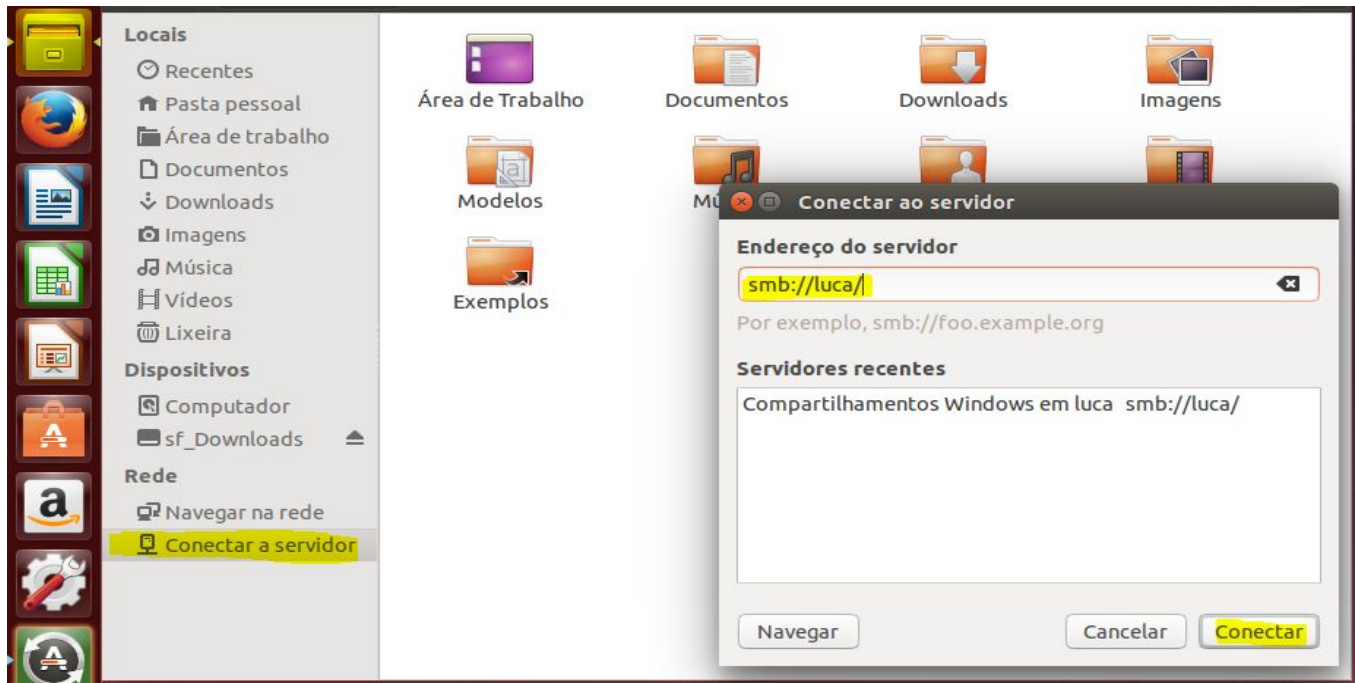 Locais
Recentes
Pasta pessoal
Área de trabalho
Documentos
Downloads
Imagens
Música
Vídeos
Lixeira
Dispositivos
Computador
sf_Downloads
Rede
Navegar na rede
Conectar a servidor
Área de Trabalho
Documentos
Downloads
Imagens
Modelos
Mú
Exemplos
Conectar ao servidor
Endereço do servidor
smb://luca/
Por exemplo, smb://foo.example.org
Servidores recentes
Compartilhamentos Windows em luca smb://luca/
Navegar
Cancelar
Conectar